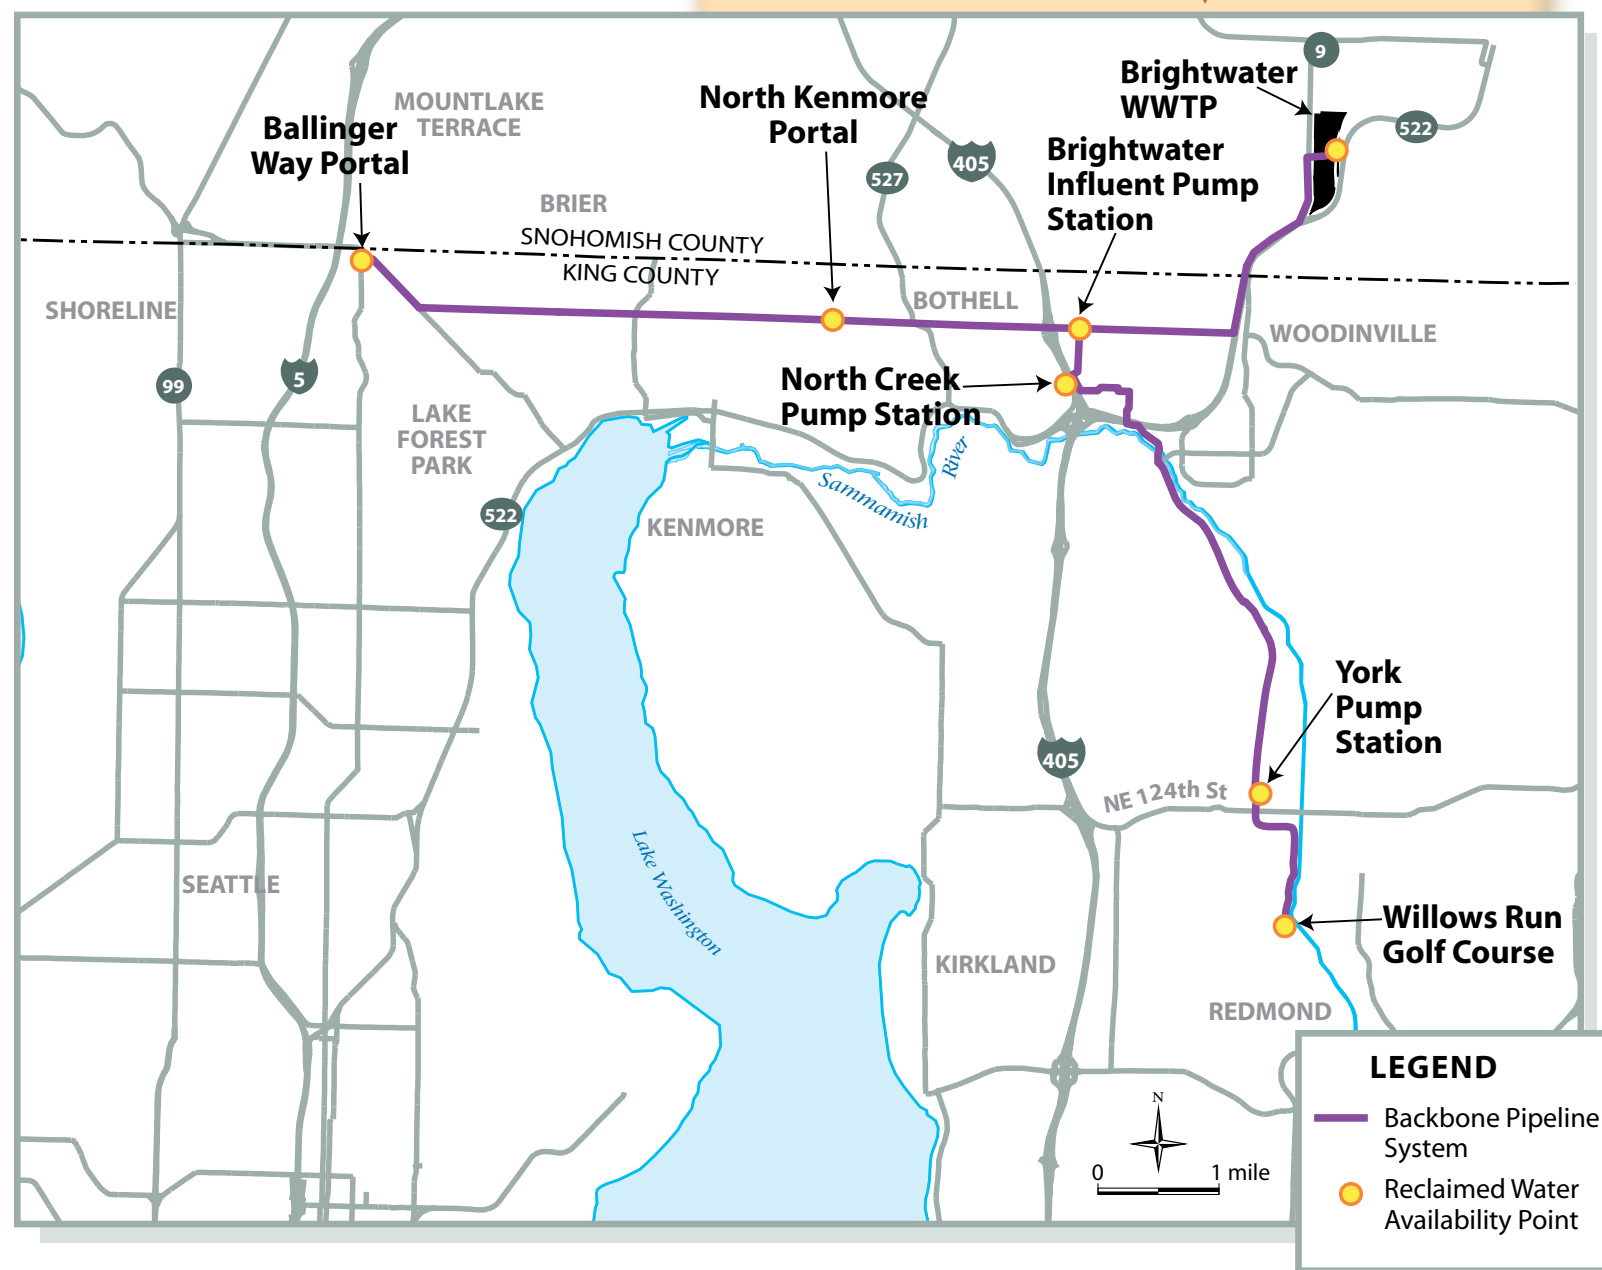 9
Brightwater
WWTP
522
MOUNTLAKE
TERRACE
North Kenmore
Portal
Ballinger
Way Portal
405
527
Brightwater
Influent Pump
Station
BRIER
SNOHOMISH COUNTY
KING COUNTY
SHORELINE
BOTHELL
WOODINVILLE
99
5
North Creek
Pump Station
LAKE
FOREST
PARK
Sammamish
River
522
KENMORE
York
Pump
Station
405
NE 124th St
Lake Washington
SEATTLE
Willows Run
Golf Course
KIRKLAND
REDMOND
N
0 1 mile
LEGEND
Backbone Pipeline
System
Reclaimed Water
Availability Point